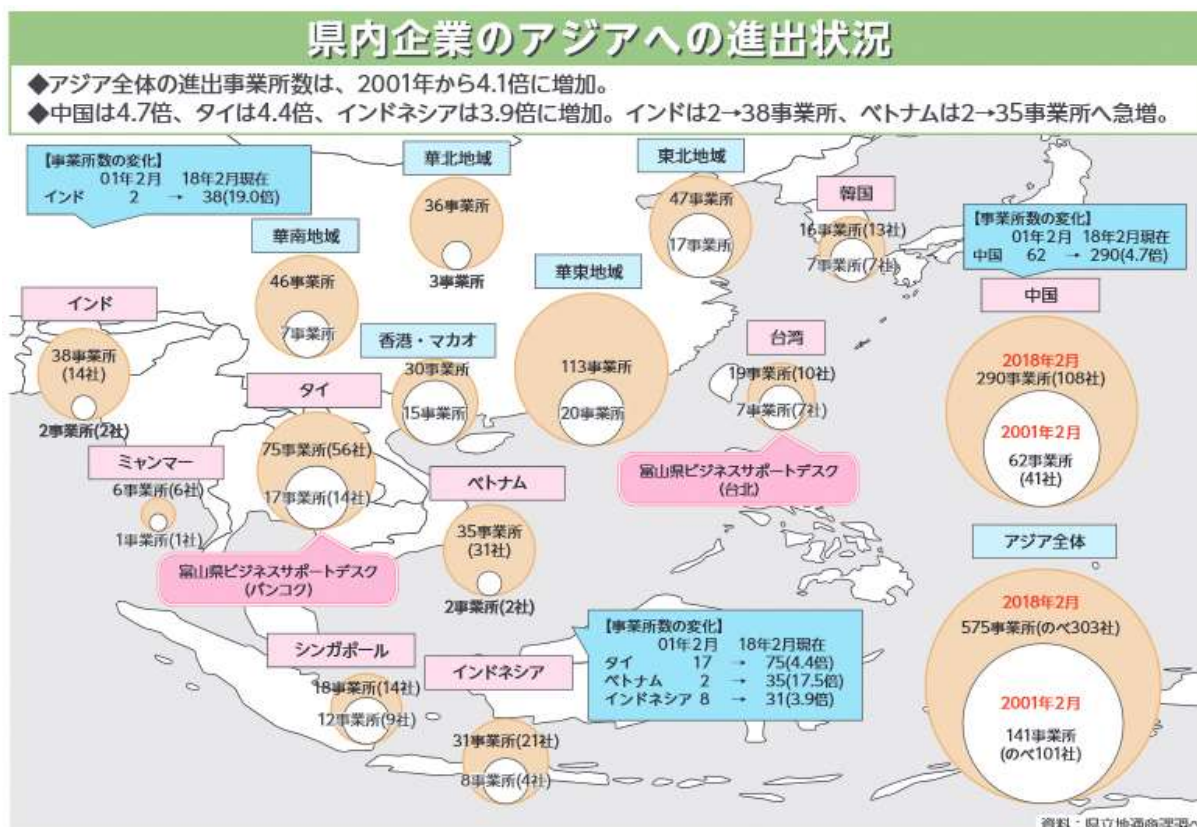 県内企業のアジアへの進出状況
◆アジア全体の進出事業所数は、2001年から4.1倍に増加。
◆中国は4.7倍、タイは4.4倍、インドネシアは3.9倍に増加。インドは2→38事業所、ベトナムは2→35事業所へ急増。
【事業所数の変化】
01年2月 18年2月現在
インド 2 → 38(19.0倍)
華北地域
36事業所
3事業所
東北地域
47事業所
17事業所
韓国
16事業所(13社)
7事業所(7社)
【事業所数の変化】
01年2月 18年2月現在
中国 62 → 290(4.7倍)
華南地域
46事業所
7事業所
華東地域
113事業所
20事業所
中国
2018年2月
290事業所(108社)
2001年2月
62事業所
(41社)
インド
38事業所
(14社)
2事業所(2社)
香港・マカオ
30事業所
15事業所
台湾
19事業所(10社)
7事業所(7社)
富山県ビジネスサポートデスク
(台北)
タイ
75事業所(56社)
17事業所(14社)
富山県ビジネスサポートデスク
(バンコク)
ミャンマー
6事業所(6社)
1事業所(1社)
ベトナム
35事業所
(31社)
2事業所(2社)
アジア全体
2018年2月
575事業所(のべ303社)
2001年2月
141事業所
(のべ101社)
【事業所数の変化】
01年2月 18年2月現在
タイ 17 → 75(4.4倍)
ベトナム 2 → 35(17.5倍)
インドネシア 8 → 31(3.9倍)
シンガポール
18事業所(14社)
12事業所(9社)
インドネシア
31事業所(21社)
8事業所(4社)
資料：県立地通商課調べ